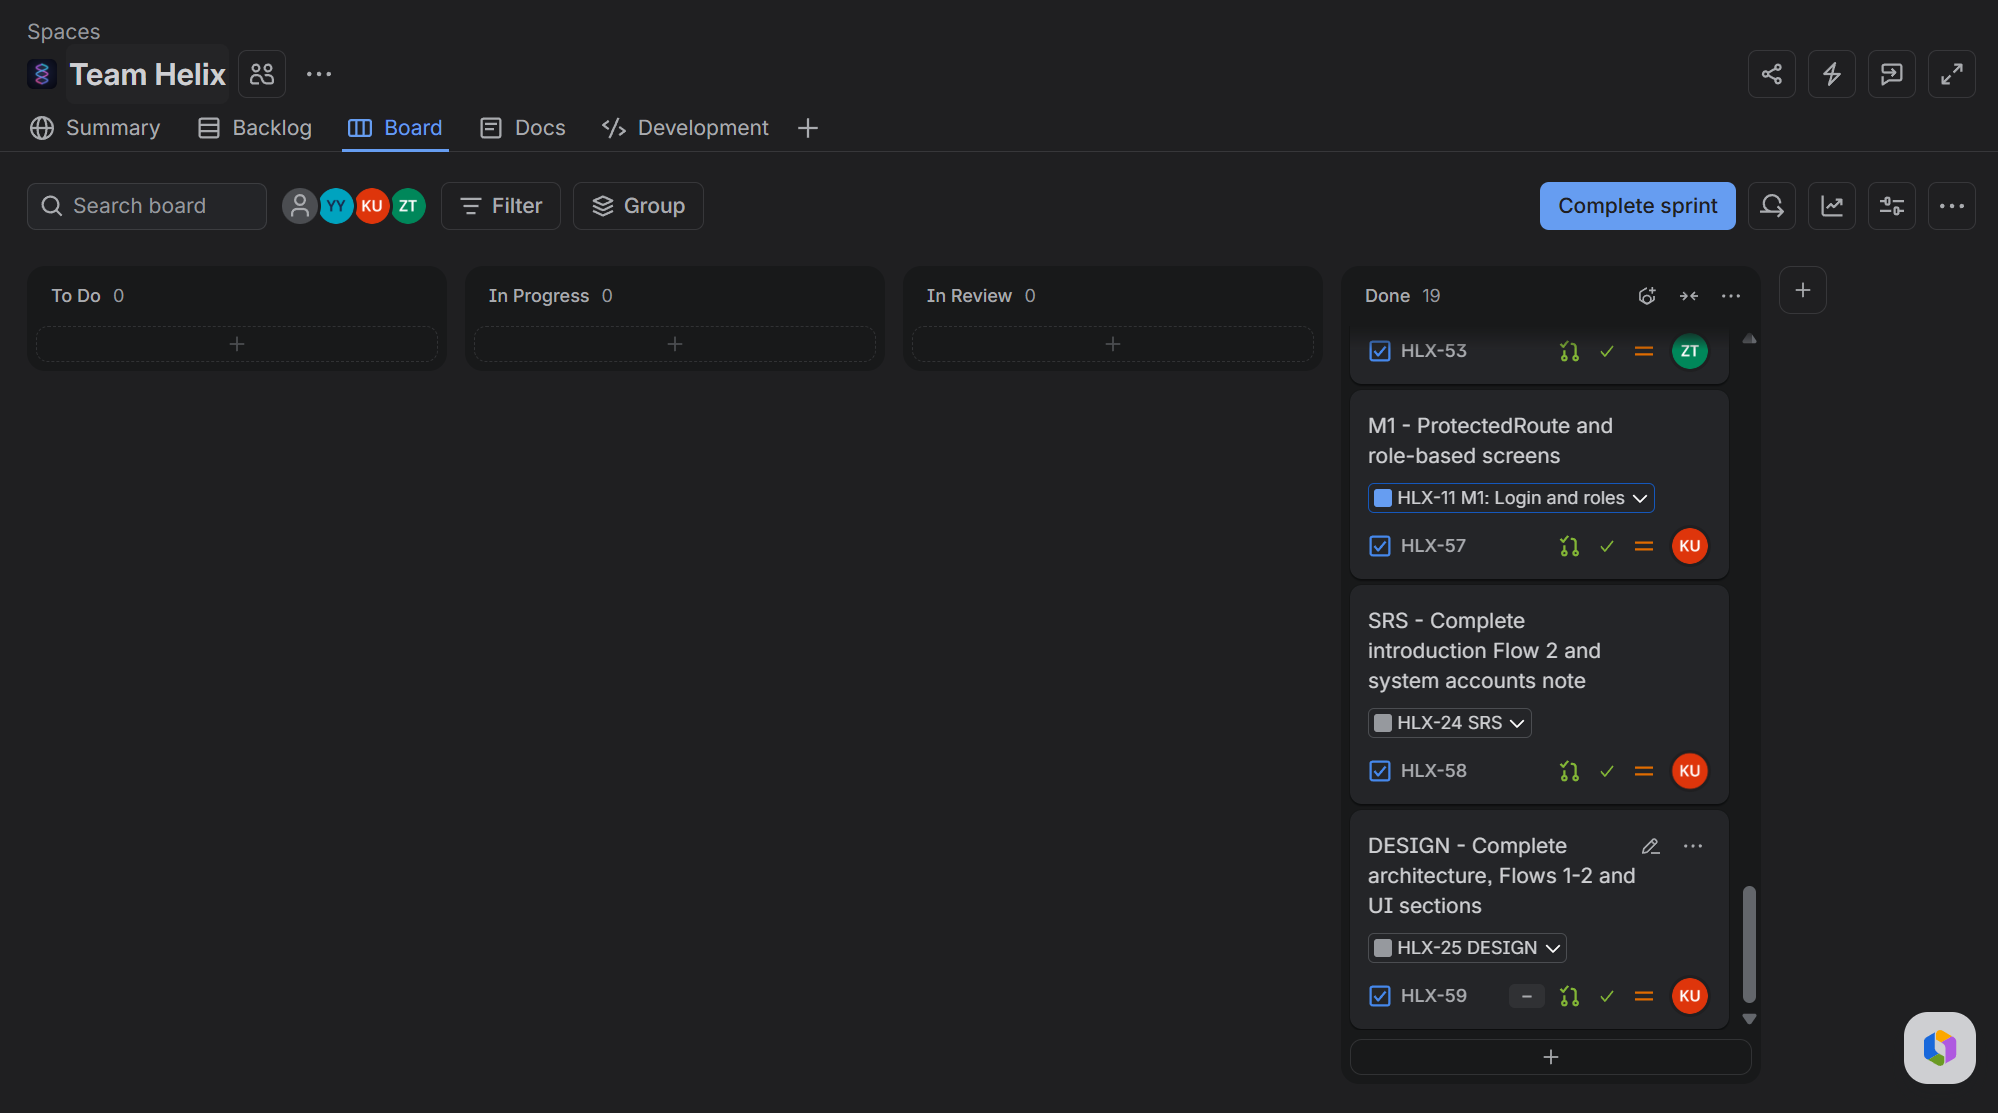 Spaces
Team Helix
Summary
Backlog
Board
Docs
Development
Search board
YY
KU
ZT
Filter
Group
Complete sprint
To Do 0
In Progress 0
In Review 0
Done 19
HLX-53
ZT
M1 - ProtectedRoute and
role-based screens
HLX-11 M1: Login and roles
HLX-57
KU
SRS - Complete
introduction Flow 2 and
system accounts note
HLX-24 SRS
HLX-58
KU
DESIGN - Complete
architecture, Flows 1-2 and
UI sections
HLX-25 DESIGN
HLX-59
-
KU